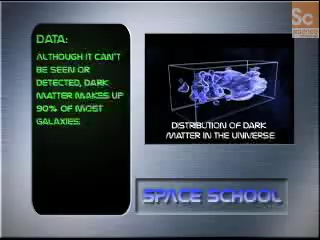 DATA:
ALTHOUGH IT CAN'T
BE SEEN OR
DETECTED, DARK
MATTER MAKES UP
90% OF MOST
GALAXIES
DISTRIBUTION OF DARK
MATTER IN THE UNIVERSE
SPACE SCHOOL
Sc